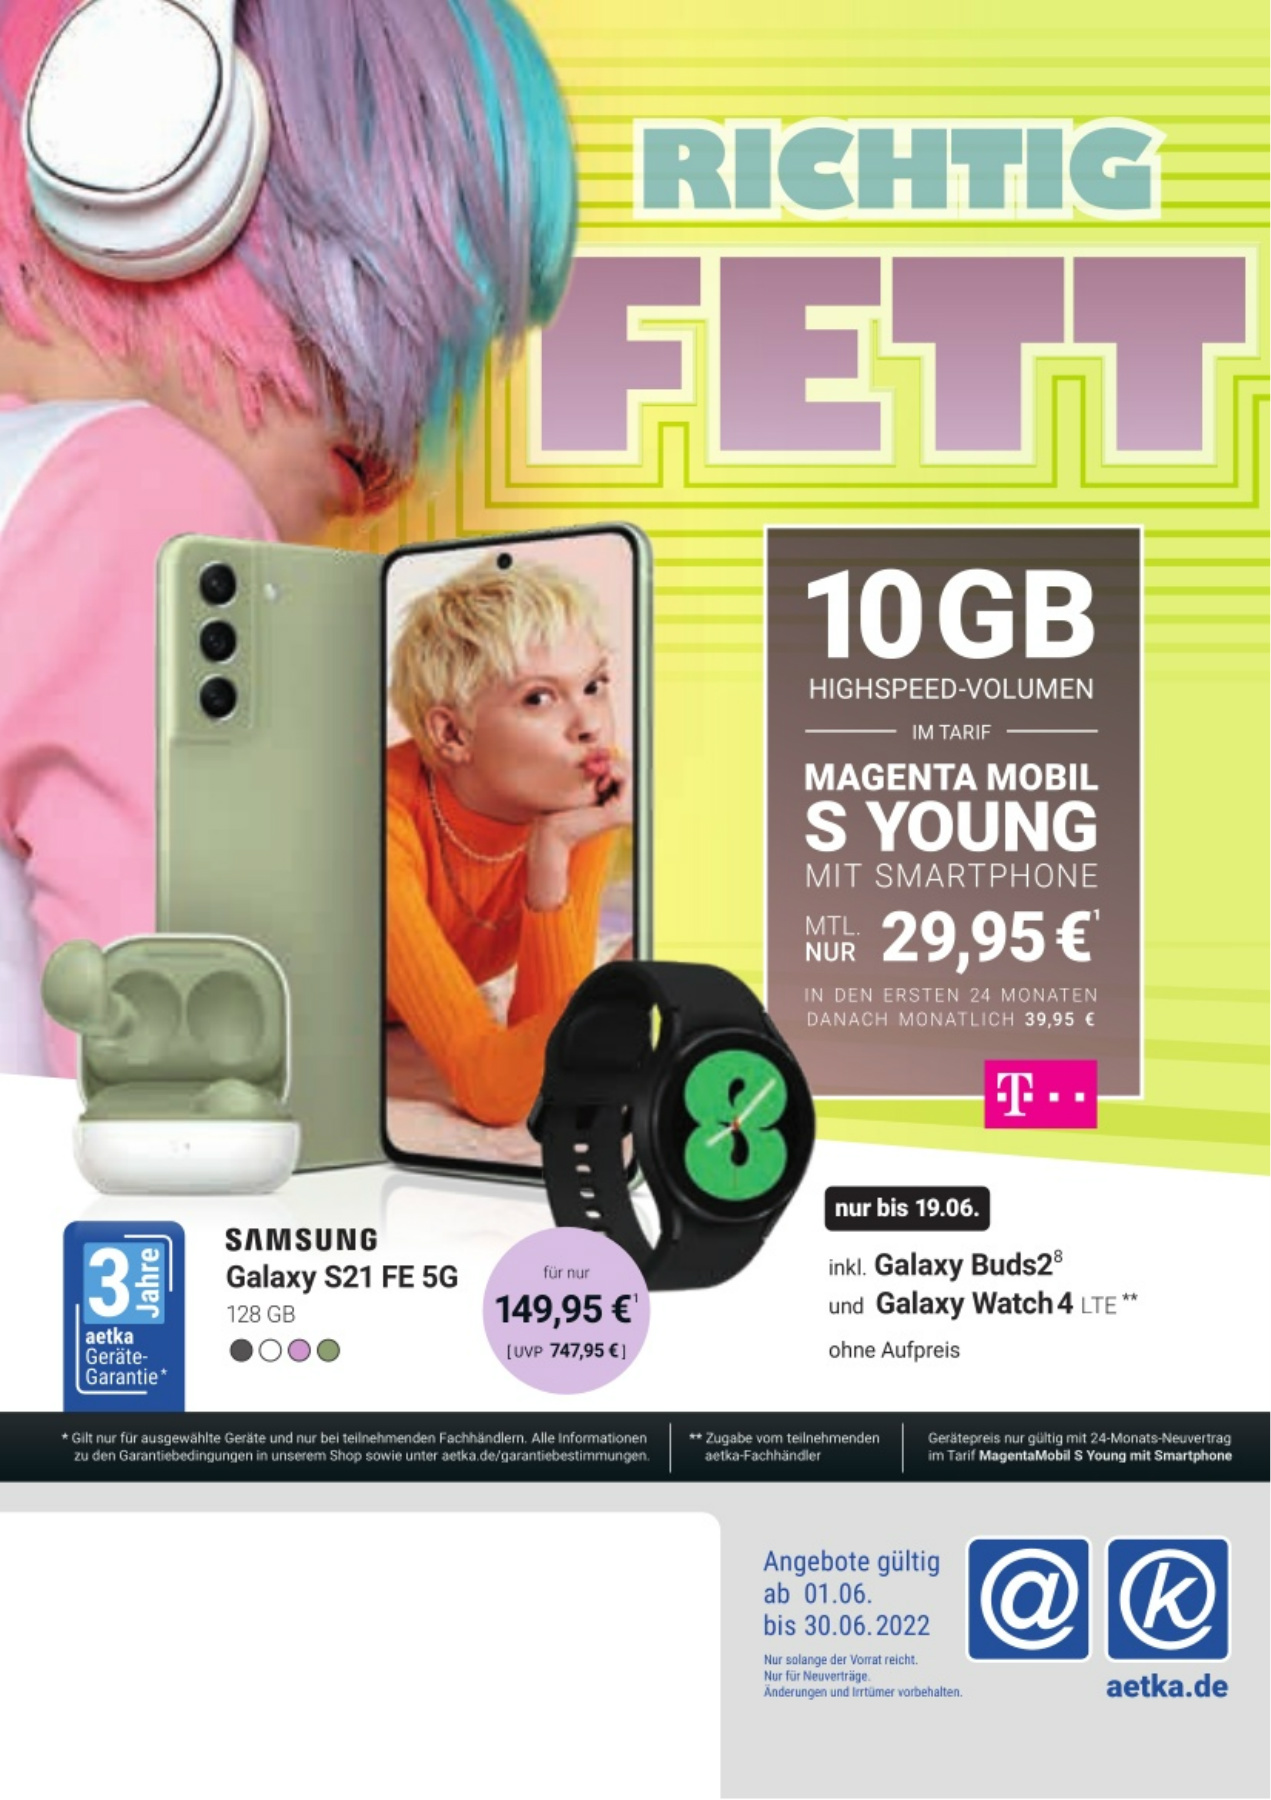 RICHTIG
FETT
10 GB
HIGHSPEED-VOLUMEN
IM TARIF
MAGENTA MOBIL
S YOUNG
MIT SMARTPHONE
MTL.
NUR 29,95 €¹
IN DEN ERSTEN 24 MONATEN
DANACH MONATLICH 39,95 €
T
nur bis 19.06.
inkl. Galaxy Buds2⁸
und Galaxy Watch4 LTE **
ohne Aufpreis
SAMSUNG
Galaxy S21 FE 5G
128 GB
für nur
149,95 €¹
[UVP 747,95 €]
3 Jahre
aetka
Geräte-
Garantie*
* Gilt nur für ausgewählte Geräte und nur bei teilnehmenden Fachhändlern. Alle Informationen
zu den Garantiebedingungen in unserem Shop sowie unter aetka.de/garantiebestimmungen.
** Zugabe vom teilnehmenden
aetka-Fachhändler
Gerätepreis nur gültig mit 24-Monats-Neuvertrag
im Tarif MagentaMobil S Young mit Smartphone
Angebote gültig
ab 01.06.
bis 30.06.2022
Nur solange der Vorrat reicht.
Nur für Neuverträge.
Änderungen und Irrtümer vorbehalten.
@ k
aetka.de